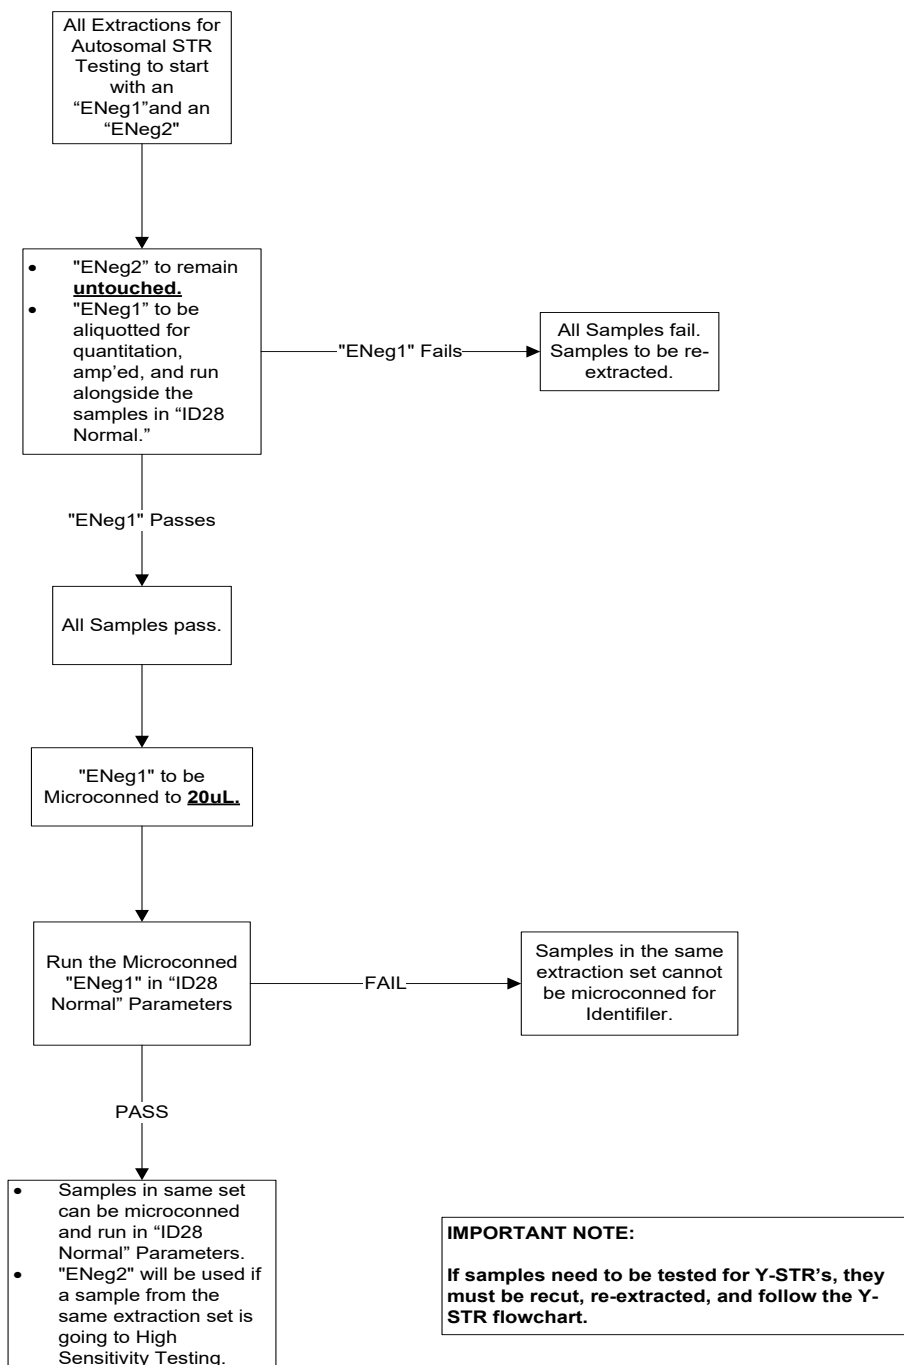 All Extractions for
Autosomal STR
Testing to start
with an
“ENeg1”and an
“ENeg2"
• "ENeg2” to remain
untouched.
• "ENeg1” to be
aliquotted for
quantitation,
amp’ed, and run
alongside the
samples in “ID28
Normal.”
"ENeg1" Fails
All Samples fail.
Samples to be re-
extracted.
"ENeg1" Passes
All Samples pass.
"ENeg1" to be
Microconned to 20uL.
Run the Microconned
"ENeg1" in “ID28
Normal” Parameters
FAIL
Samples in the same
extraction set cannot
be microconned for
Identifiler.
PASS
• Samples in same set
can be microconned
and run in “ID28
Normal” Parameters.
• "ENeg2" will be used if
a sample from the
same extraction set is
going to High
Sensitivity Testing.
IMPORTANT NOTE:
If samples need to be tested for Y-STR’s, they
must be recut, re-extracted, and follow the Y-
STR flowchart.